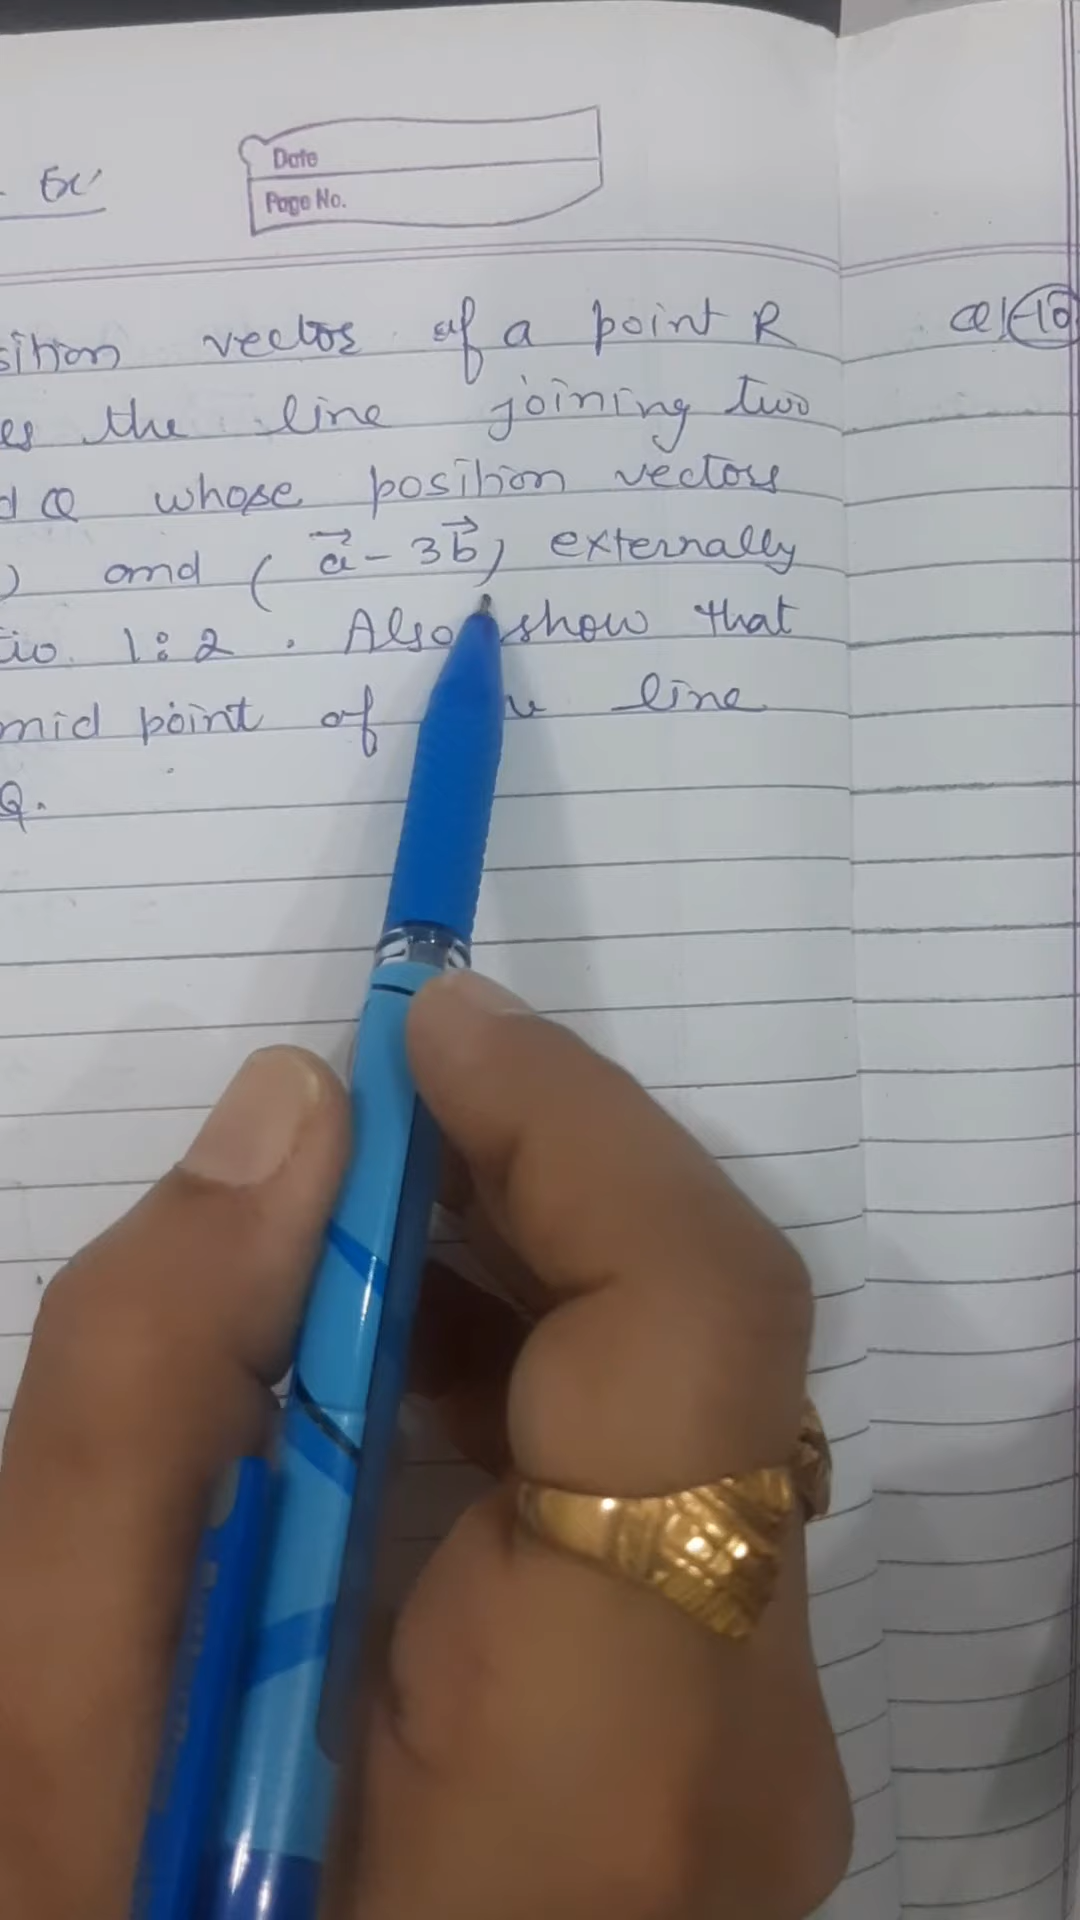 Ex
Date
Page No.
sition vector of a point R
es the line joining two
d Q whose position vectors
) and (a⃗ - 3b⃗) externally
tio 1:2. Also show that
mid point of line
Q.
Q1-10